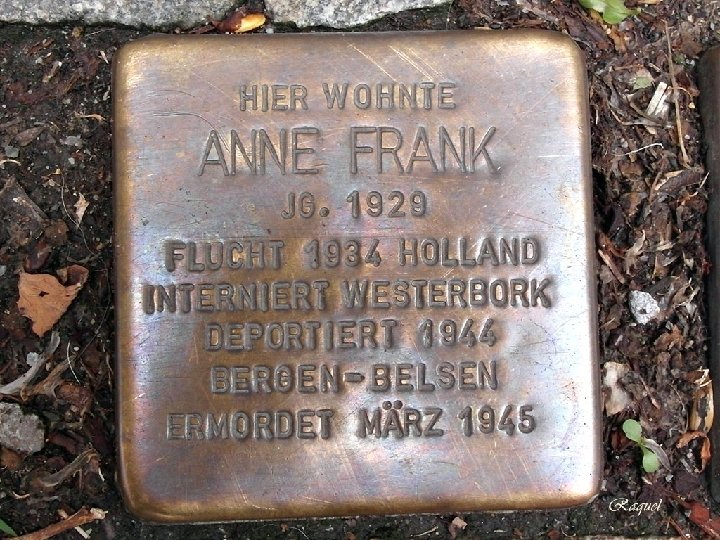 HIER WOHNTE
ANNE FRANK
JG. 1929
FLUCHT 1934 HOLLAND
INTERNIERT WESTERBORK
DEPORTIERT 1944
BERGEN-BELSEN
ERMORDET MÄRZ 1945
Raquel